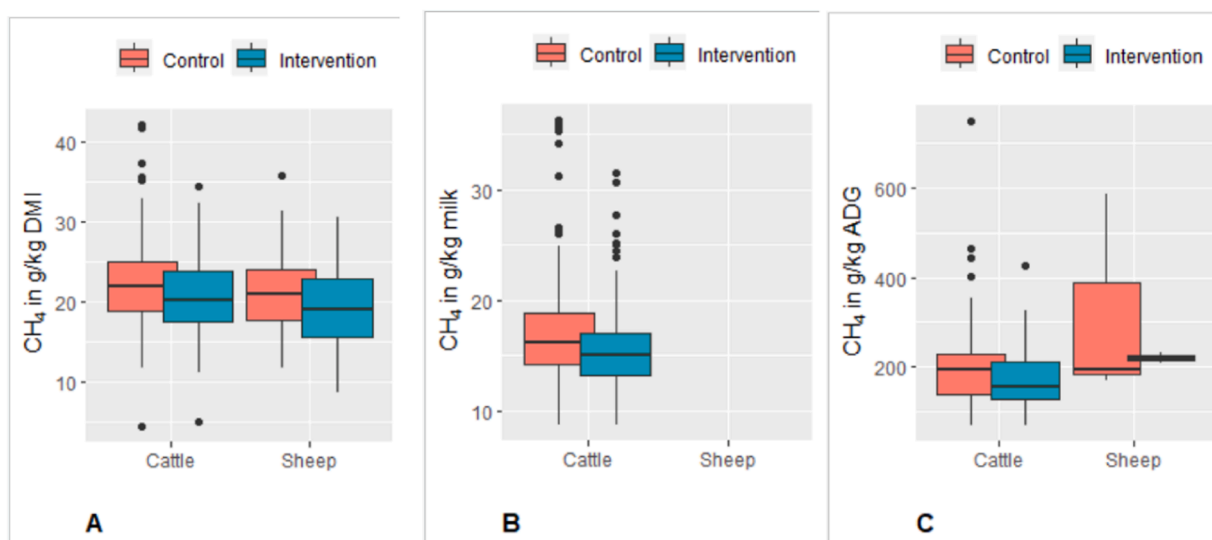 Control Intervention
CH₄ in g/kg DMI
40
30
20
10
Cattle Sheep
A
Control Intervention
CH₄ in g/kg milk
30
20
10
Cattle Sheep
B
Control Intervention
CH₄ in g/kg ADG
600
400
200
Cattle Sheep
C